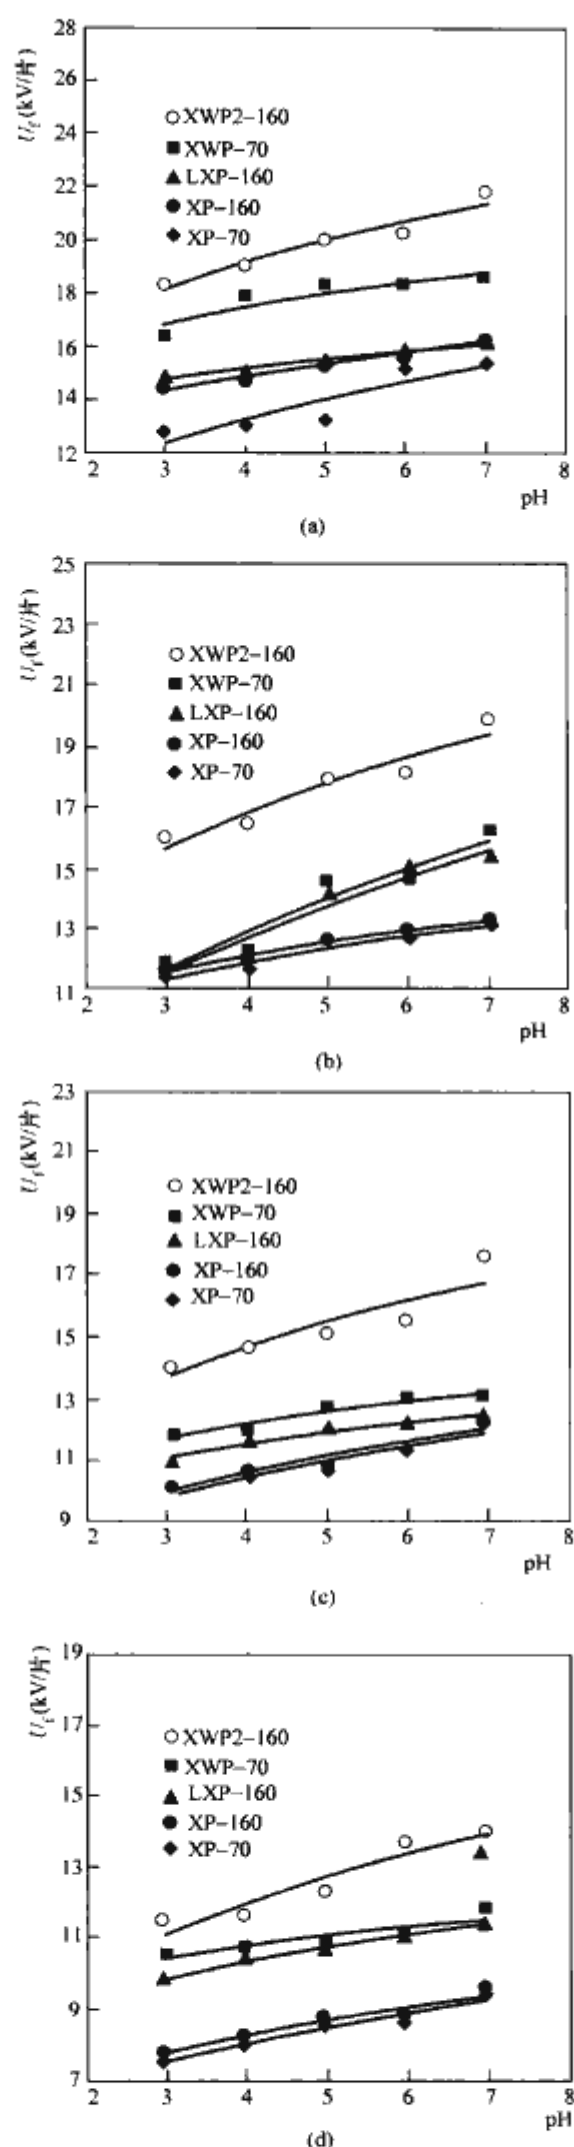 U_f(kV/片)
28
26
24
22
20
18
16
14
12
○ XWP2-160
■ XWP-70
▲ LXP-160
● XP-160
◆ XP-70
2 3 4 5 6 7 8
pH
(a)
U_f(kV/片)
25
23
21
19
17
15
13
11
○ XWP2-160
■ XWP-70
▲ LXP-160
● XP-160
◆ XP-70
2 3 4 5 6 7 8
pH
(b)
U_f(kV/片)
23
21
19
17
15
13
11
9
○ XWP2-160
■ XWP-70
▲ LXP-160
● XP-160
◆ XP-70
2 3 4 5 6 7 8
pH
(c)
U_f(kV/片)
19
17
15
13
11
9
7
○ XWP2-160
■ XWP-70
▲ LXP-160
● XP-160
◆ XP-70
2 3 4 5 6 7 8
pH
(d)